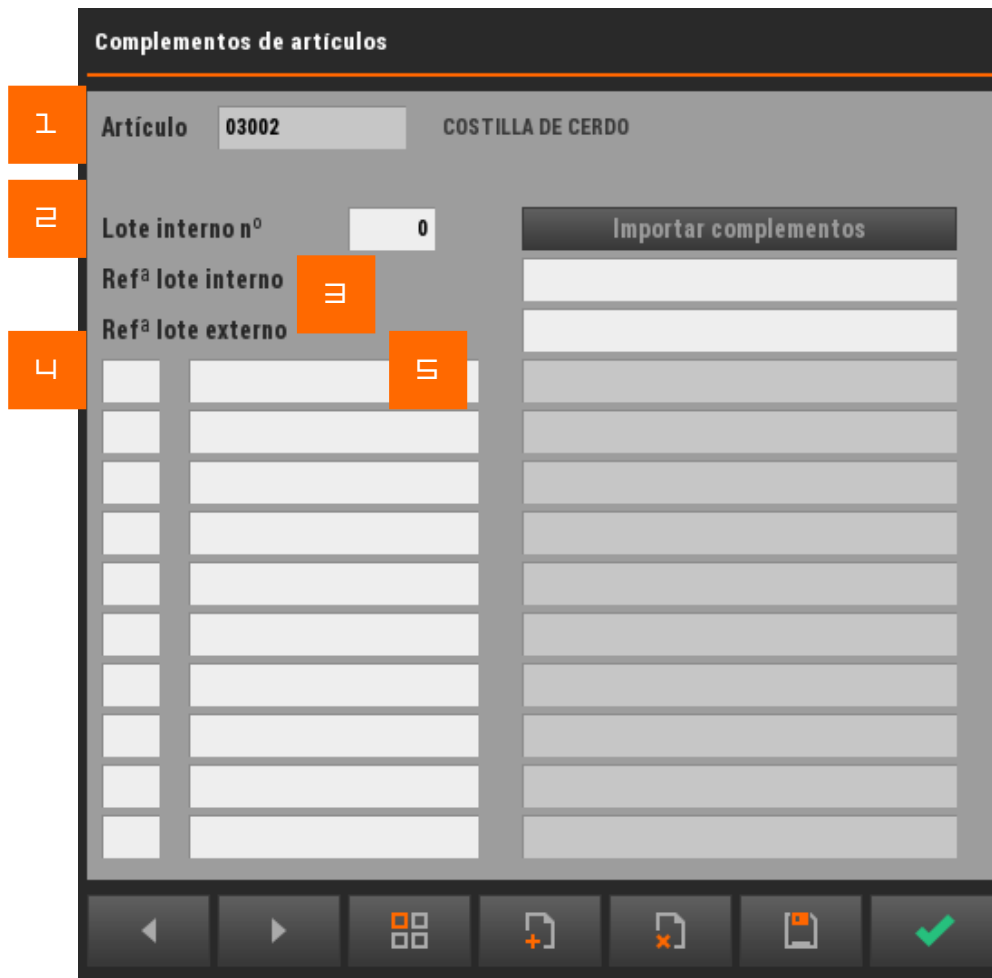 Complementos de artículos
1 Artículo 03002 COSTILLA DE CERDO
2 Lote interno nº 0 Importar complementos
Refª lote interno 3
Refª lote externo
4 5